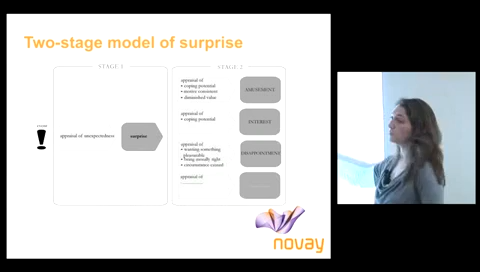 Two-stage model of surprise
STAGE 1
STAGE 2
EVENT
appraisal of unexpectedness
surprise
appraisal of
• coping potential
• motive consistent
• diminished value
AMUSEMENT
appraisal of
• coping potential
INTEREST
appraisal of
• wanting something
pleasurable
• being morally right
• circumstance caused
DISAPPOINTMENT
appraisal of
novay